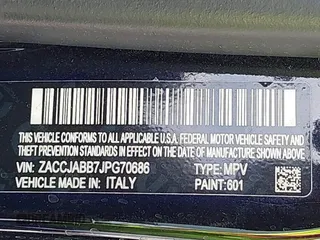 THIS VEHICLE CONFORMS TO ALL APPLICABLE U.S.A. FEDERAL MOTOR VEHICLE SAFETY
AND THEFT PREVENTION STANDARDS IN EFFECT ON THE DATE OF MANUFACTURE SHOWN ABOVE.
VIN: ZACCJABB7JPG70686 TYPE: MPV
VEHICLE MADE IN: ITALY PAINT: 601